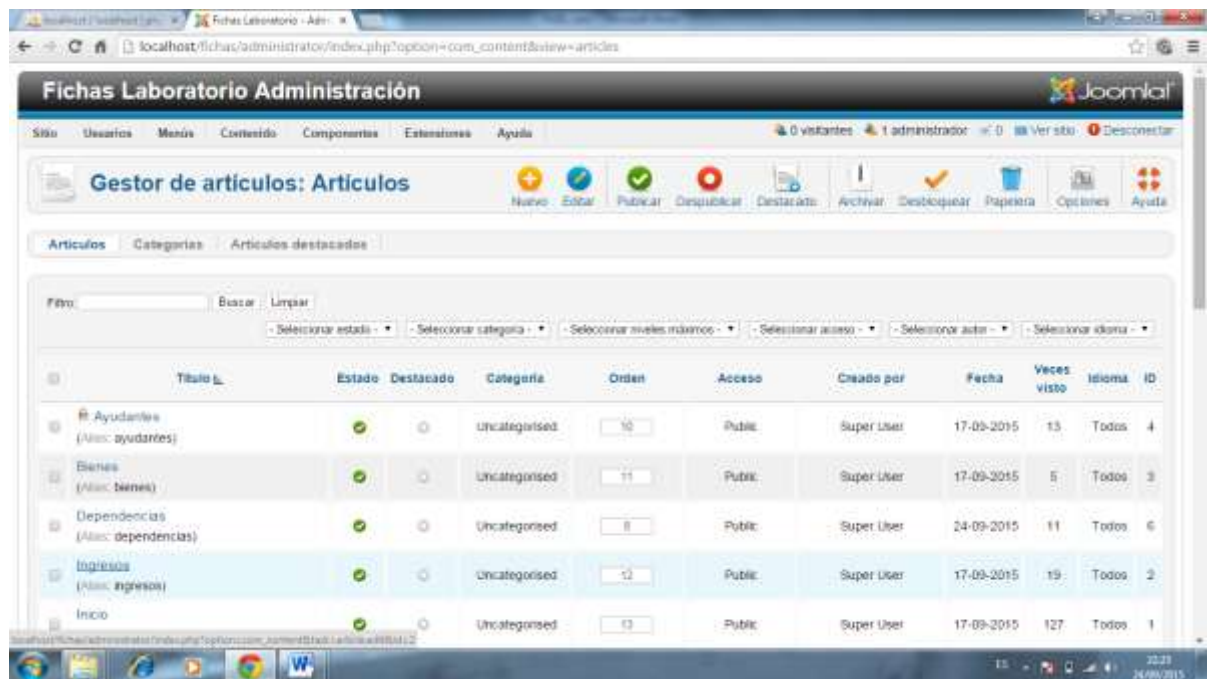 Fichas Laboratorio - Adm
localhost/fichas/administrator/index.php?option=com_content&view=articles
Fichas Laboratorio Administración
Joomla!
Sitio Usuarios Menús Contenido Componentes Extensiones Ayuda
0 visitantes 1 administrador 0 Ver sitio Desconectar
Gestor de artículos: Artículos
Nuevo Editar Publicar Despublicar Destacado Archivar Desbloquear Papelera Opciones Ayuda
Artículos Categorías Artículos destacados
Filtro: Buscar Limpiar
- Seleccionar estado - - Seleccionar categoría - - Seleccionar niveles máximos - - Seleccionar acceso - - Seleccionar autor - - Seleccionar idioma -
Título Estado Destacado Categoría Orden Acceso Creado por Fecha Veces visto Idioma ID
Ayudantes
(Alias: ayudantes)
Uncategorised 10 Public Super User 17-09-2015 13 Todos 4
Bienes
(Alias: bienes)
Uncategorised 11 Public Super User 17-09-2015 5 Todos 3
Dependencias
(Alias: dependencias)
Uncategorised 8 Public Super User 24-09-2015 11 Todos 6
Ingresos
(Alias: ingresos)
Uncategorised 12 Public Super User 17-09-2015 19 Todos 2
Inicio
Uncategorised 13 Public Super User 17-09-2015 127 Todos 1
ES
24/09/2015